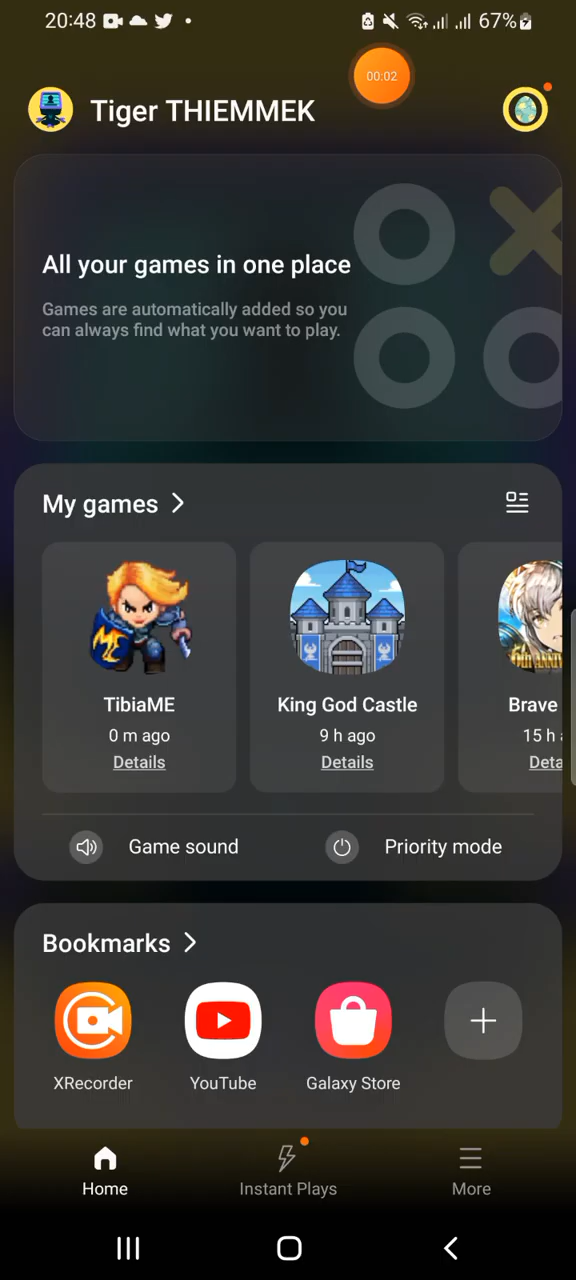 20:48
67%
00:02
Tiger THIEMMEK
All your games in one place
Games are automatically added so you
can always find what you want to play.
My games
TibiaME
King God Castle
Brave
0 m ago
9 h ago
15 h
Details
Details
Deta
Game sound
Priority mode
Bookmarks
XRecorder
YouTube
Galaxy Store
Home
Instant Plays
More